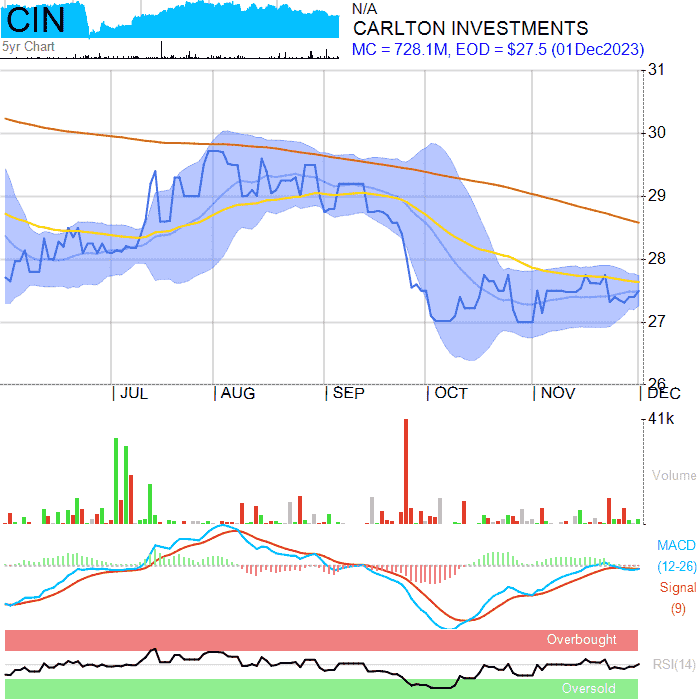 CIN
5yr Chart
N/A
CARLTON INVESTMENTS
MC = 728.1M, EOD = $27.5 (01Dec2023)
31
30
29
28
27
26
JUL
AUG
SEP
OCT
NOV
DEC
41k
Volume
MACD
(12-26)
Signal
(9)
Overbought
RSI(14)
Oversold